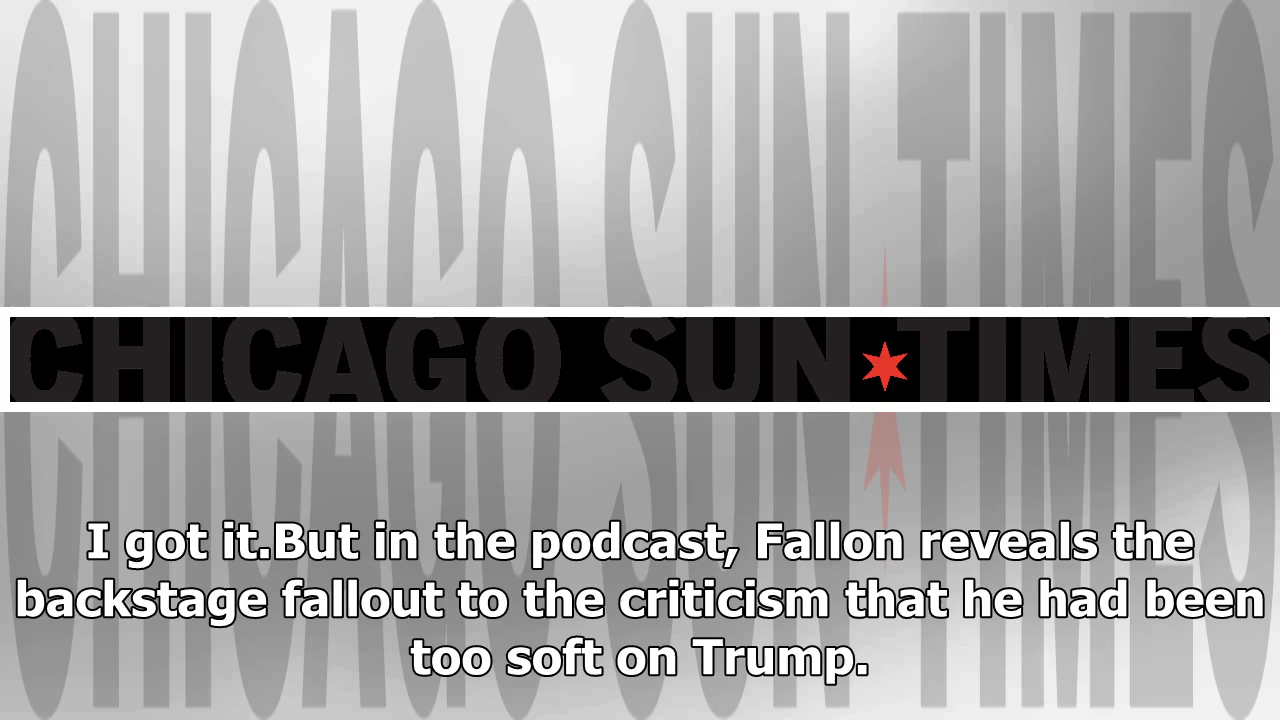 CHICAGO SUN TIMES
CHICAGO SUN TIMES
I got it.But in the podcast, Fallon reveals the
backstage fallout to the criticism that he had been
too soft on Trump.